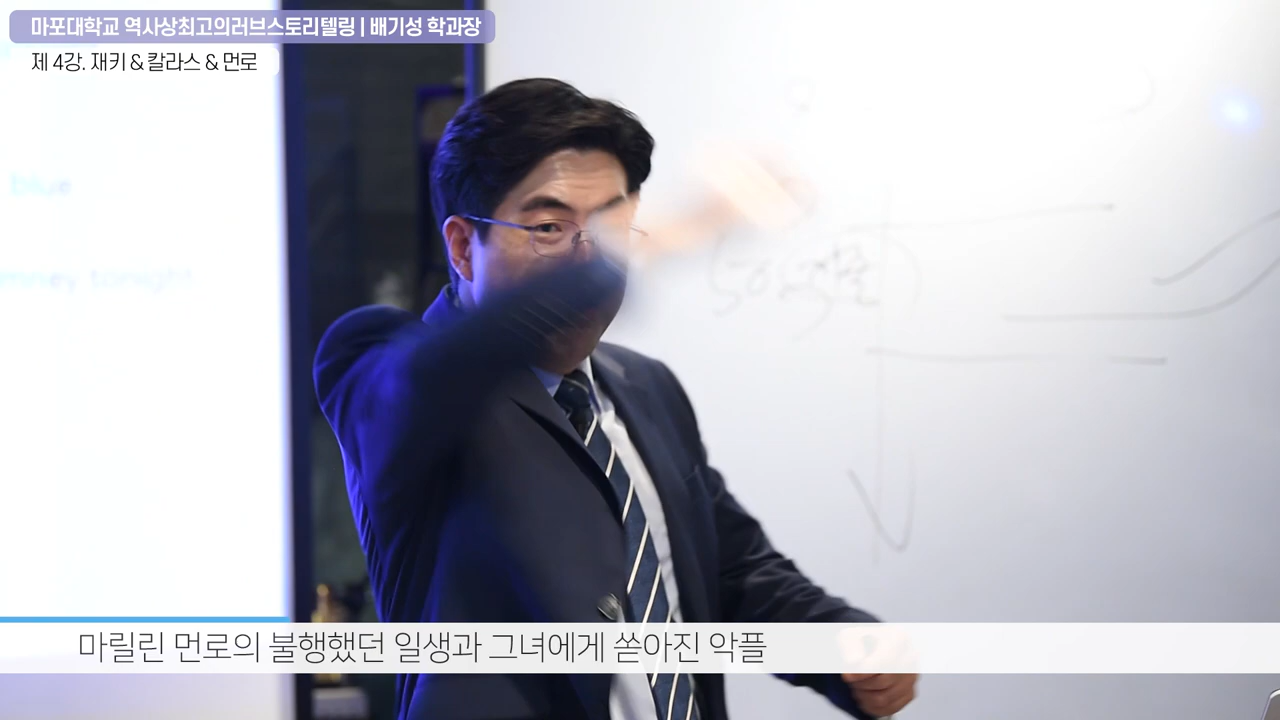 마포대학교 역사상최고의러브스토리텔링 | 배기성 학과장
제 4강. 재키 & 칼라스 & 먼로
blue
tonight
마릴린 먼로의 불행했던 일생과 그녀에게 쏟아진 악플